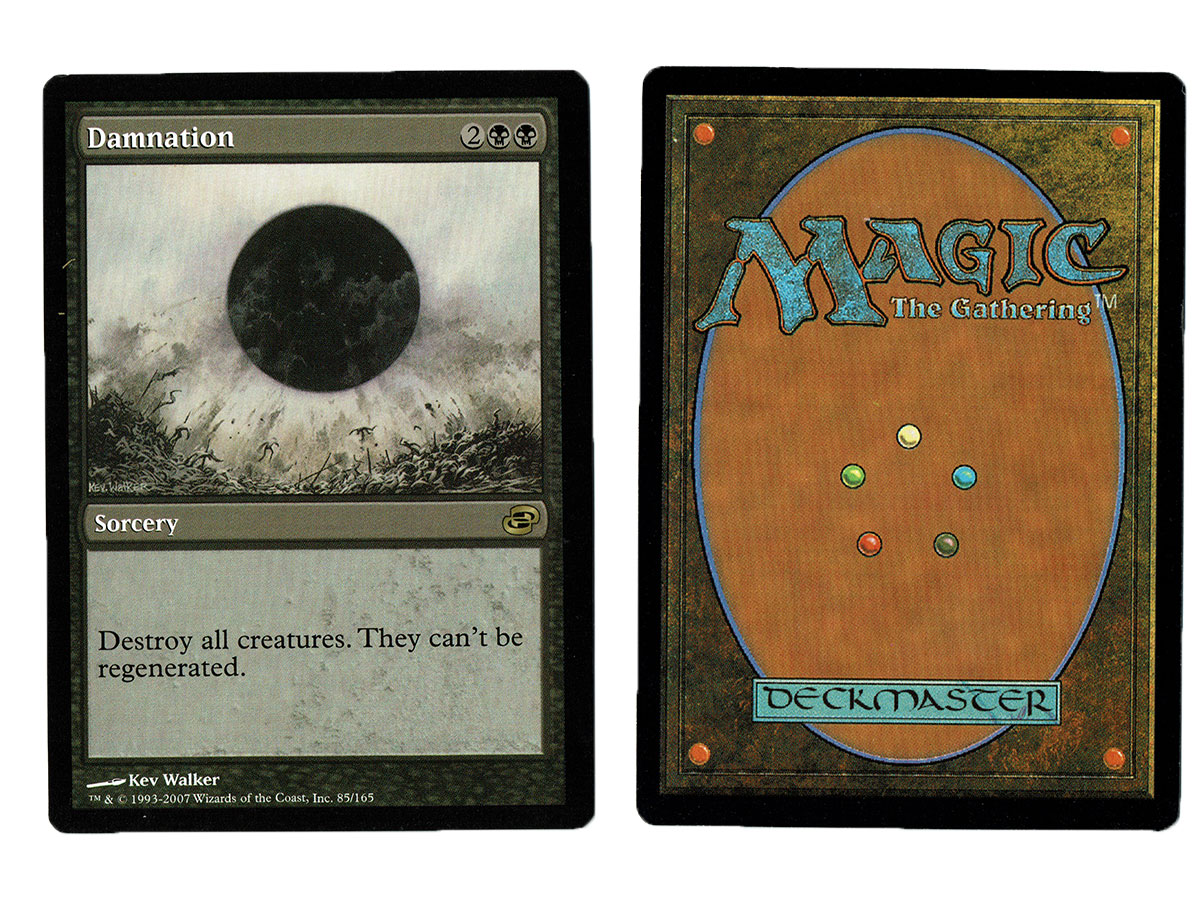 Damnation 2
KEV. WALKER
Sorcery
Destroy all creatures. They can't be
regenerated.
Kev Walker
™ & © 1993-2007 Wizards of the Coast, Inc. 85/165
MAGIC
The Gathering™
DECKMASTER